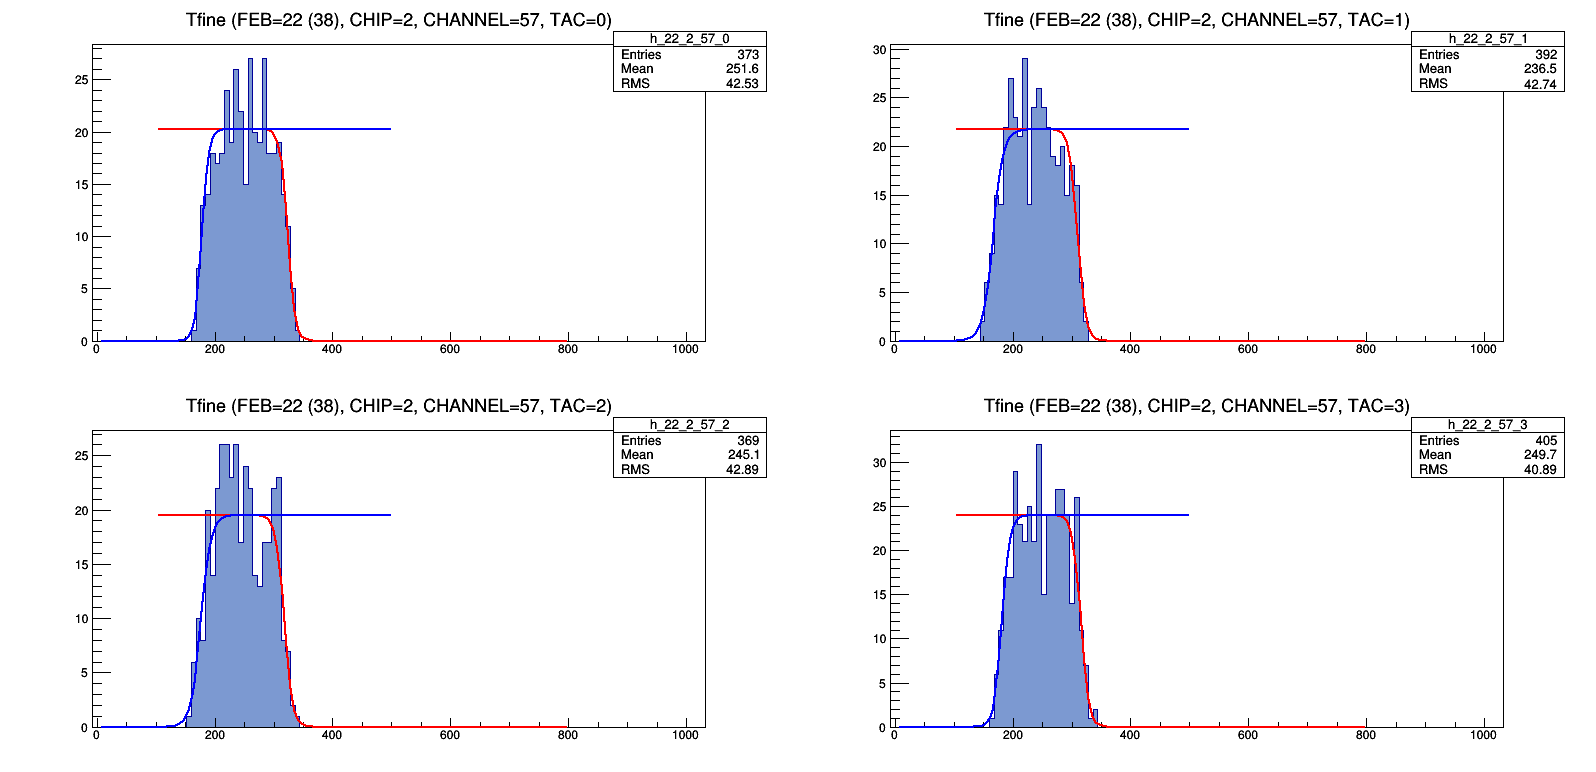 Tfine (FEB=22 (38), CHIP=2, CHANNEL=57, TAC=0)
h_22_2_57_0
Entries 373
Mean 251.6
RMS 42.53
25
20
15
10
5
0
0 200 400 600 800 1000
Tfine (FEB=22 (38), CHIP=2, CHANNEL=57, TAC=1)
h_22_2_57_1
Entries 392
Mean 236.5
RMS 42.74
30
25
20
15
10
5
0
0 200 400 600 800 1000
Tfine (FEB=22 (38), CHIP=2, CHANNEL=57, TAC=2)
h_22_2_57_2
Entries 369
Mean 245.1
RMS 42.89
25
20
15
10
5
0
0 200 400 600 800 1000
Tfine (FEB=22 (38), CHIP=2, CHANNEL=57, TAC=3)
h_22_2_57_3
Entries 405
Mean 249.7
RMS 40.89
30
25
20
15
10
5
0
0 200 400 600 800 1000